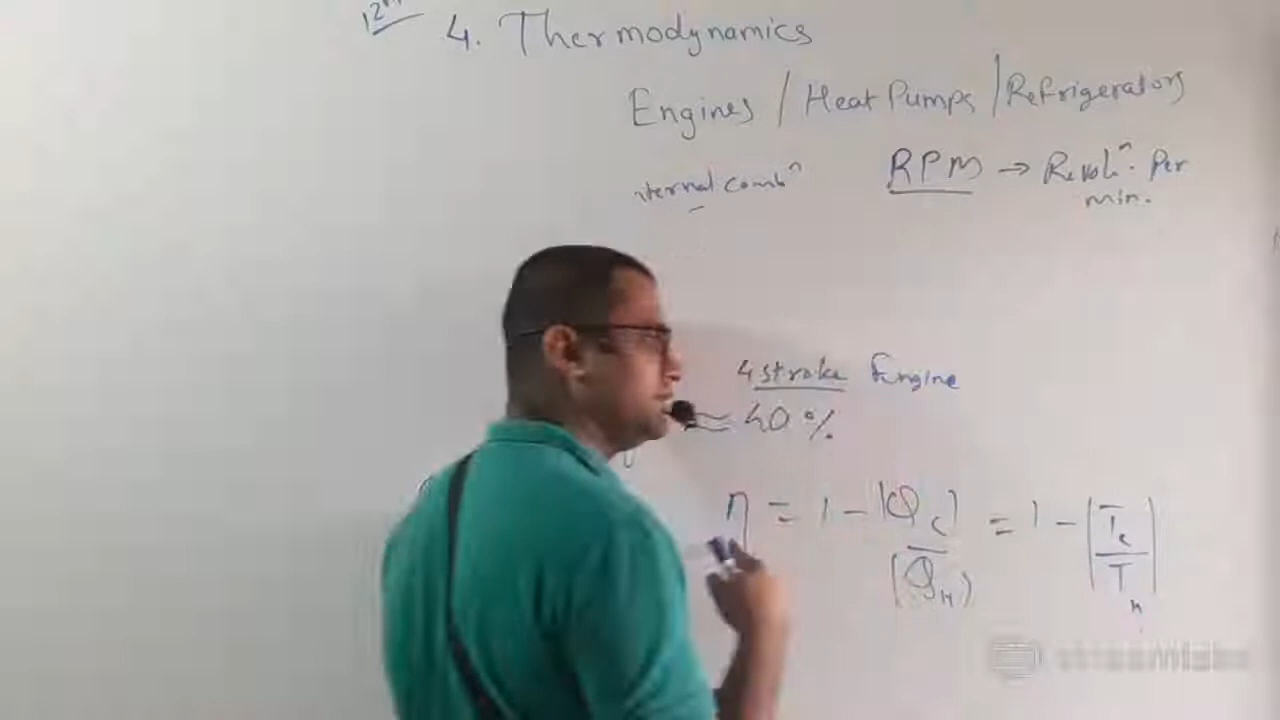 12th
4. Thermodynamics
Engines / Heat Pumps / Refrigerators
nternal combⁿ RPM → Revolⁿ. Per
min.
4 stroke Engine
≈ 40 %
η = 1 - |Q_c| / |Q_H| = 1 - |T_c / T_H|